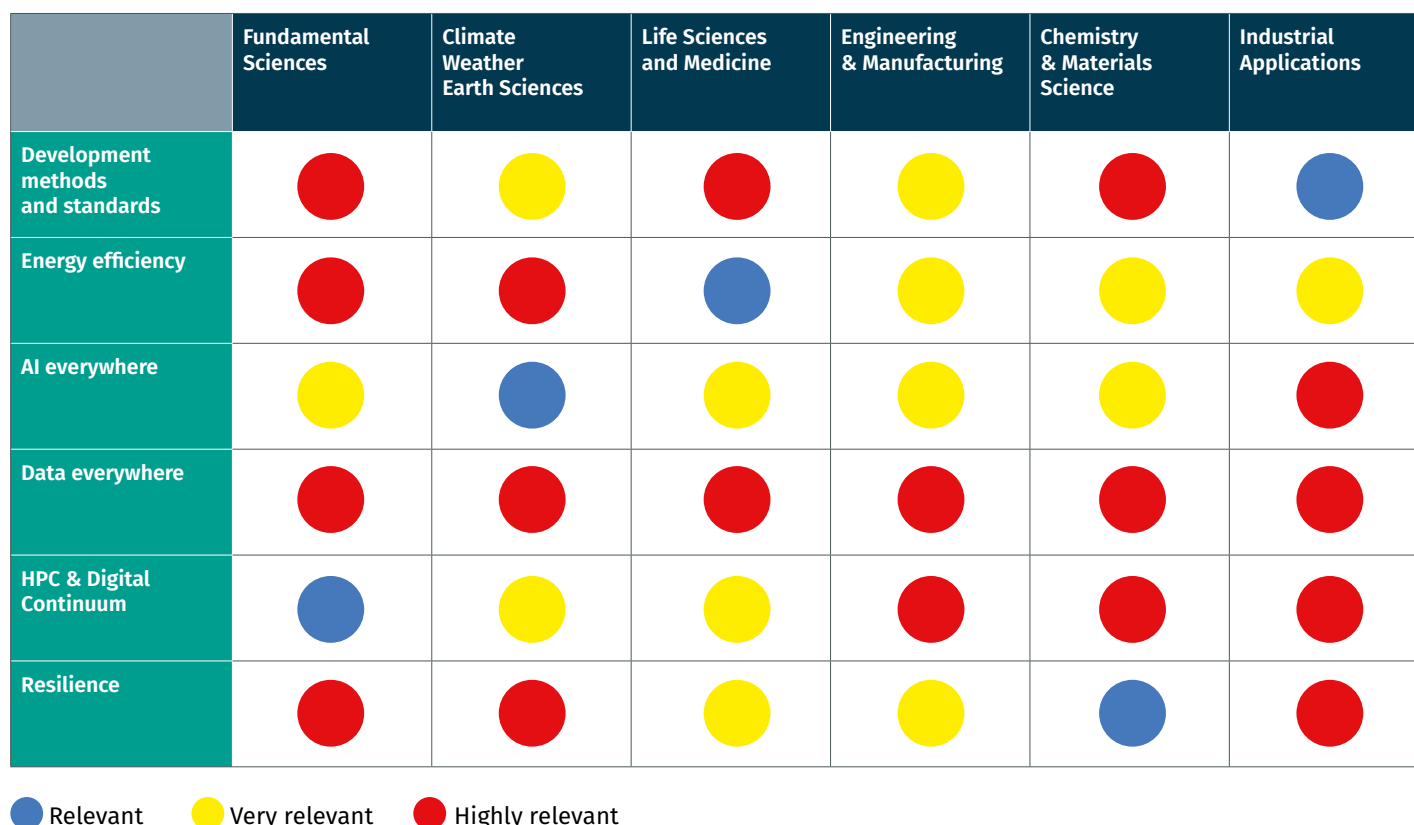 Fundamental
Sciences
Climate
Weather
Earth Sciences
Life Sciences
and Medicine
Engineering
& Manufacturing
Chemistry
& Materials
Science
Industrial
Applications
Development
methods
and standards
Energy efficiency
AI everywhere
Data everywhere
HPC & Digital
Continuum
Resilience
Relevant
Very relevant
Highly relevant